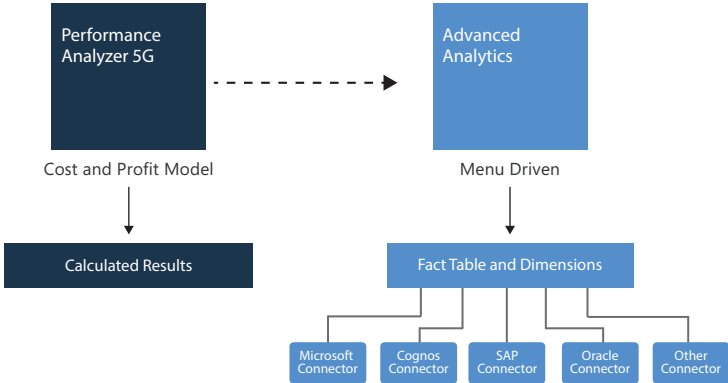 Performance
Analyzer 5G
Advanced
Analytics
Cost and Profit Model
Menu Driven
Calculated Results
Fact Table and Dimensions
Microsoft
Connector
Cognos
Connector
SAP
Connector
Oracle
Connector
Other
Connector